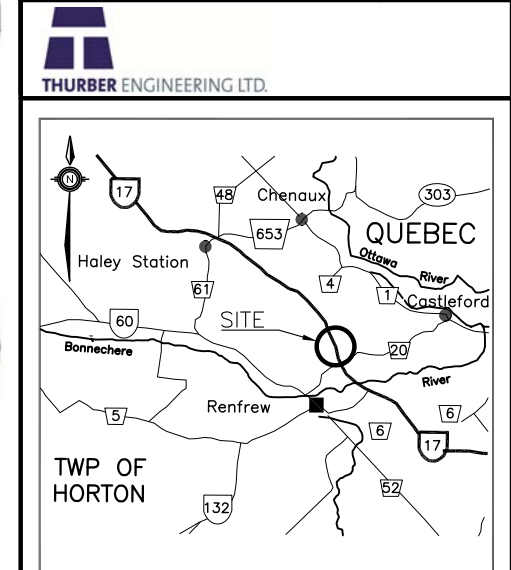 THURBER ENGINEERING LTD.
N
17
48
Chenaux
303
653
QUEBEC
Haley Station
Ottawa River
4
61
1
Castleford
60
SITE
20
Bonnechere
River
Renfrew
5
6
6
17
TWP OF
HORTON
52
132